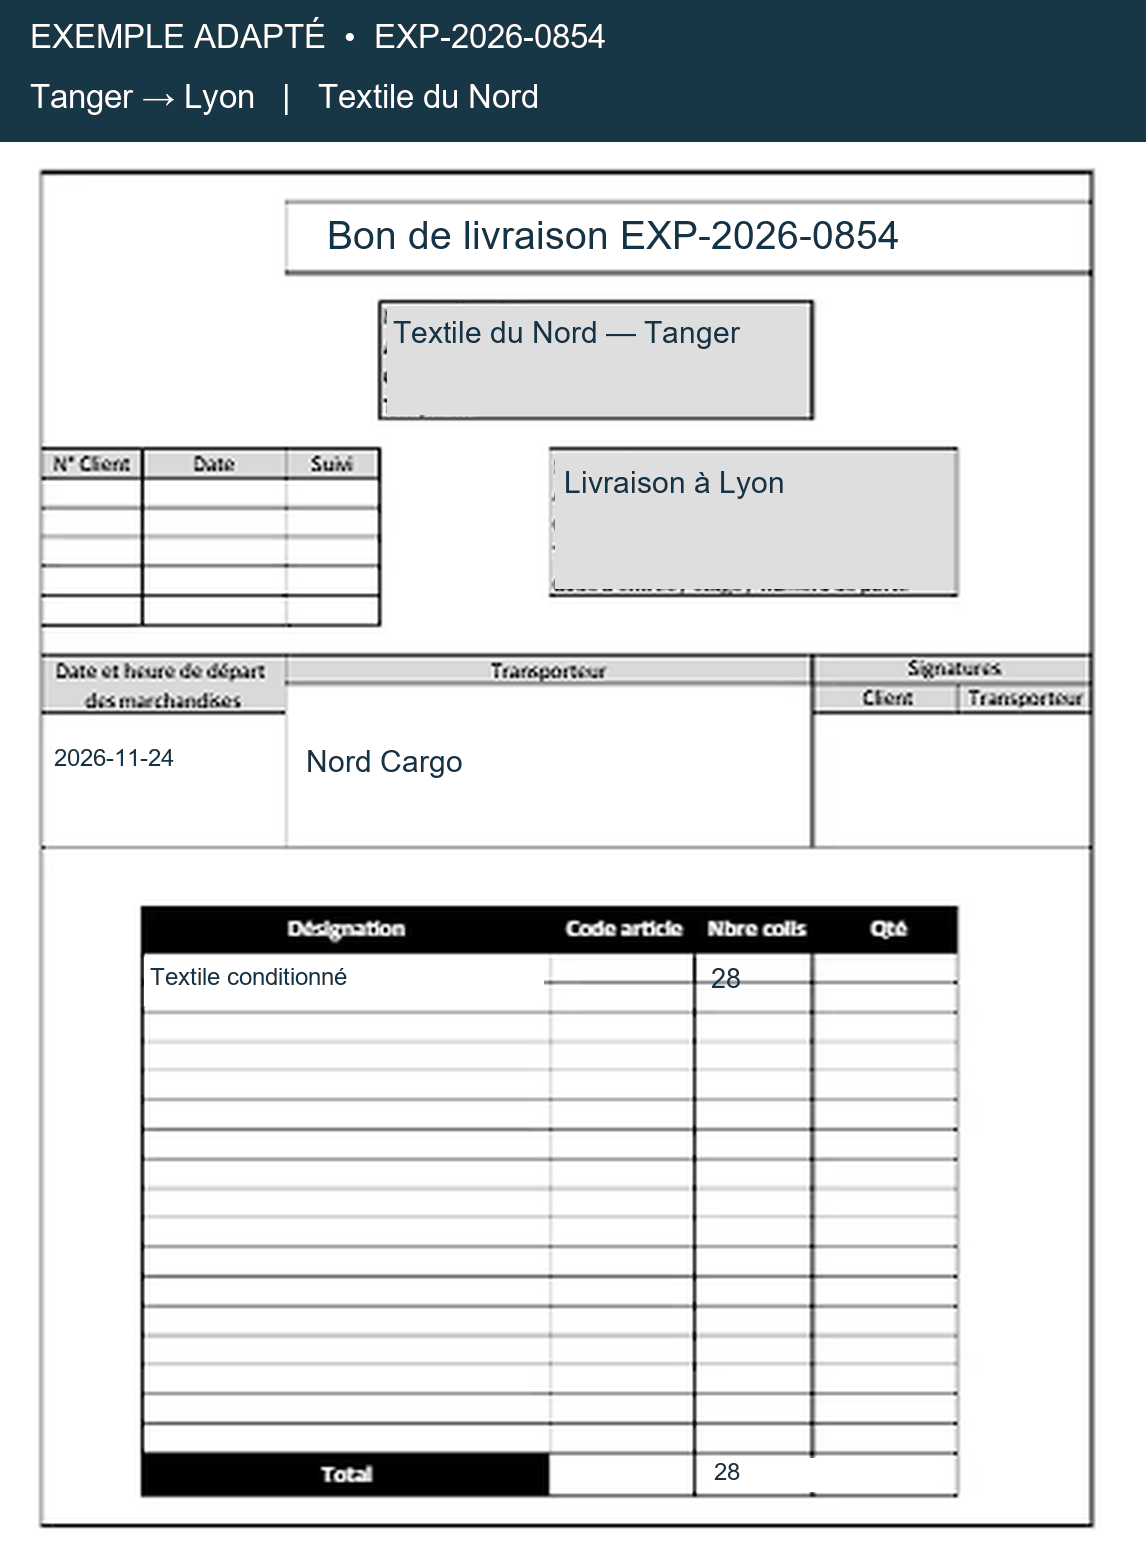 EXEMPLE ADAPTÉ • EXP-2026-0854
Tanger → Lyon | Textile du Nord
Bon de livraison EXP-2026-0854
Textile du Nord — Tanger
N° Client Date Suivi
Livraison à Lyon
Date et heure de départ
des marchandises
Transporteur
Signatures
Client Transporteur
2026-11-24
Nord Cargo
Désignation Code article Nbre colis Qté
Textile conditionné 28
Total 28